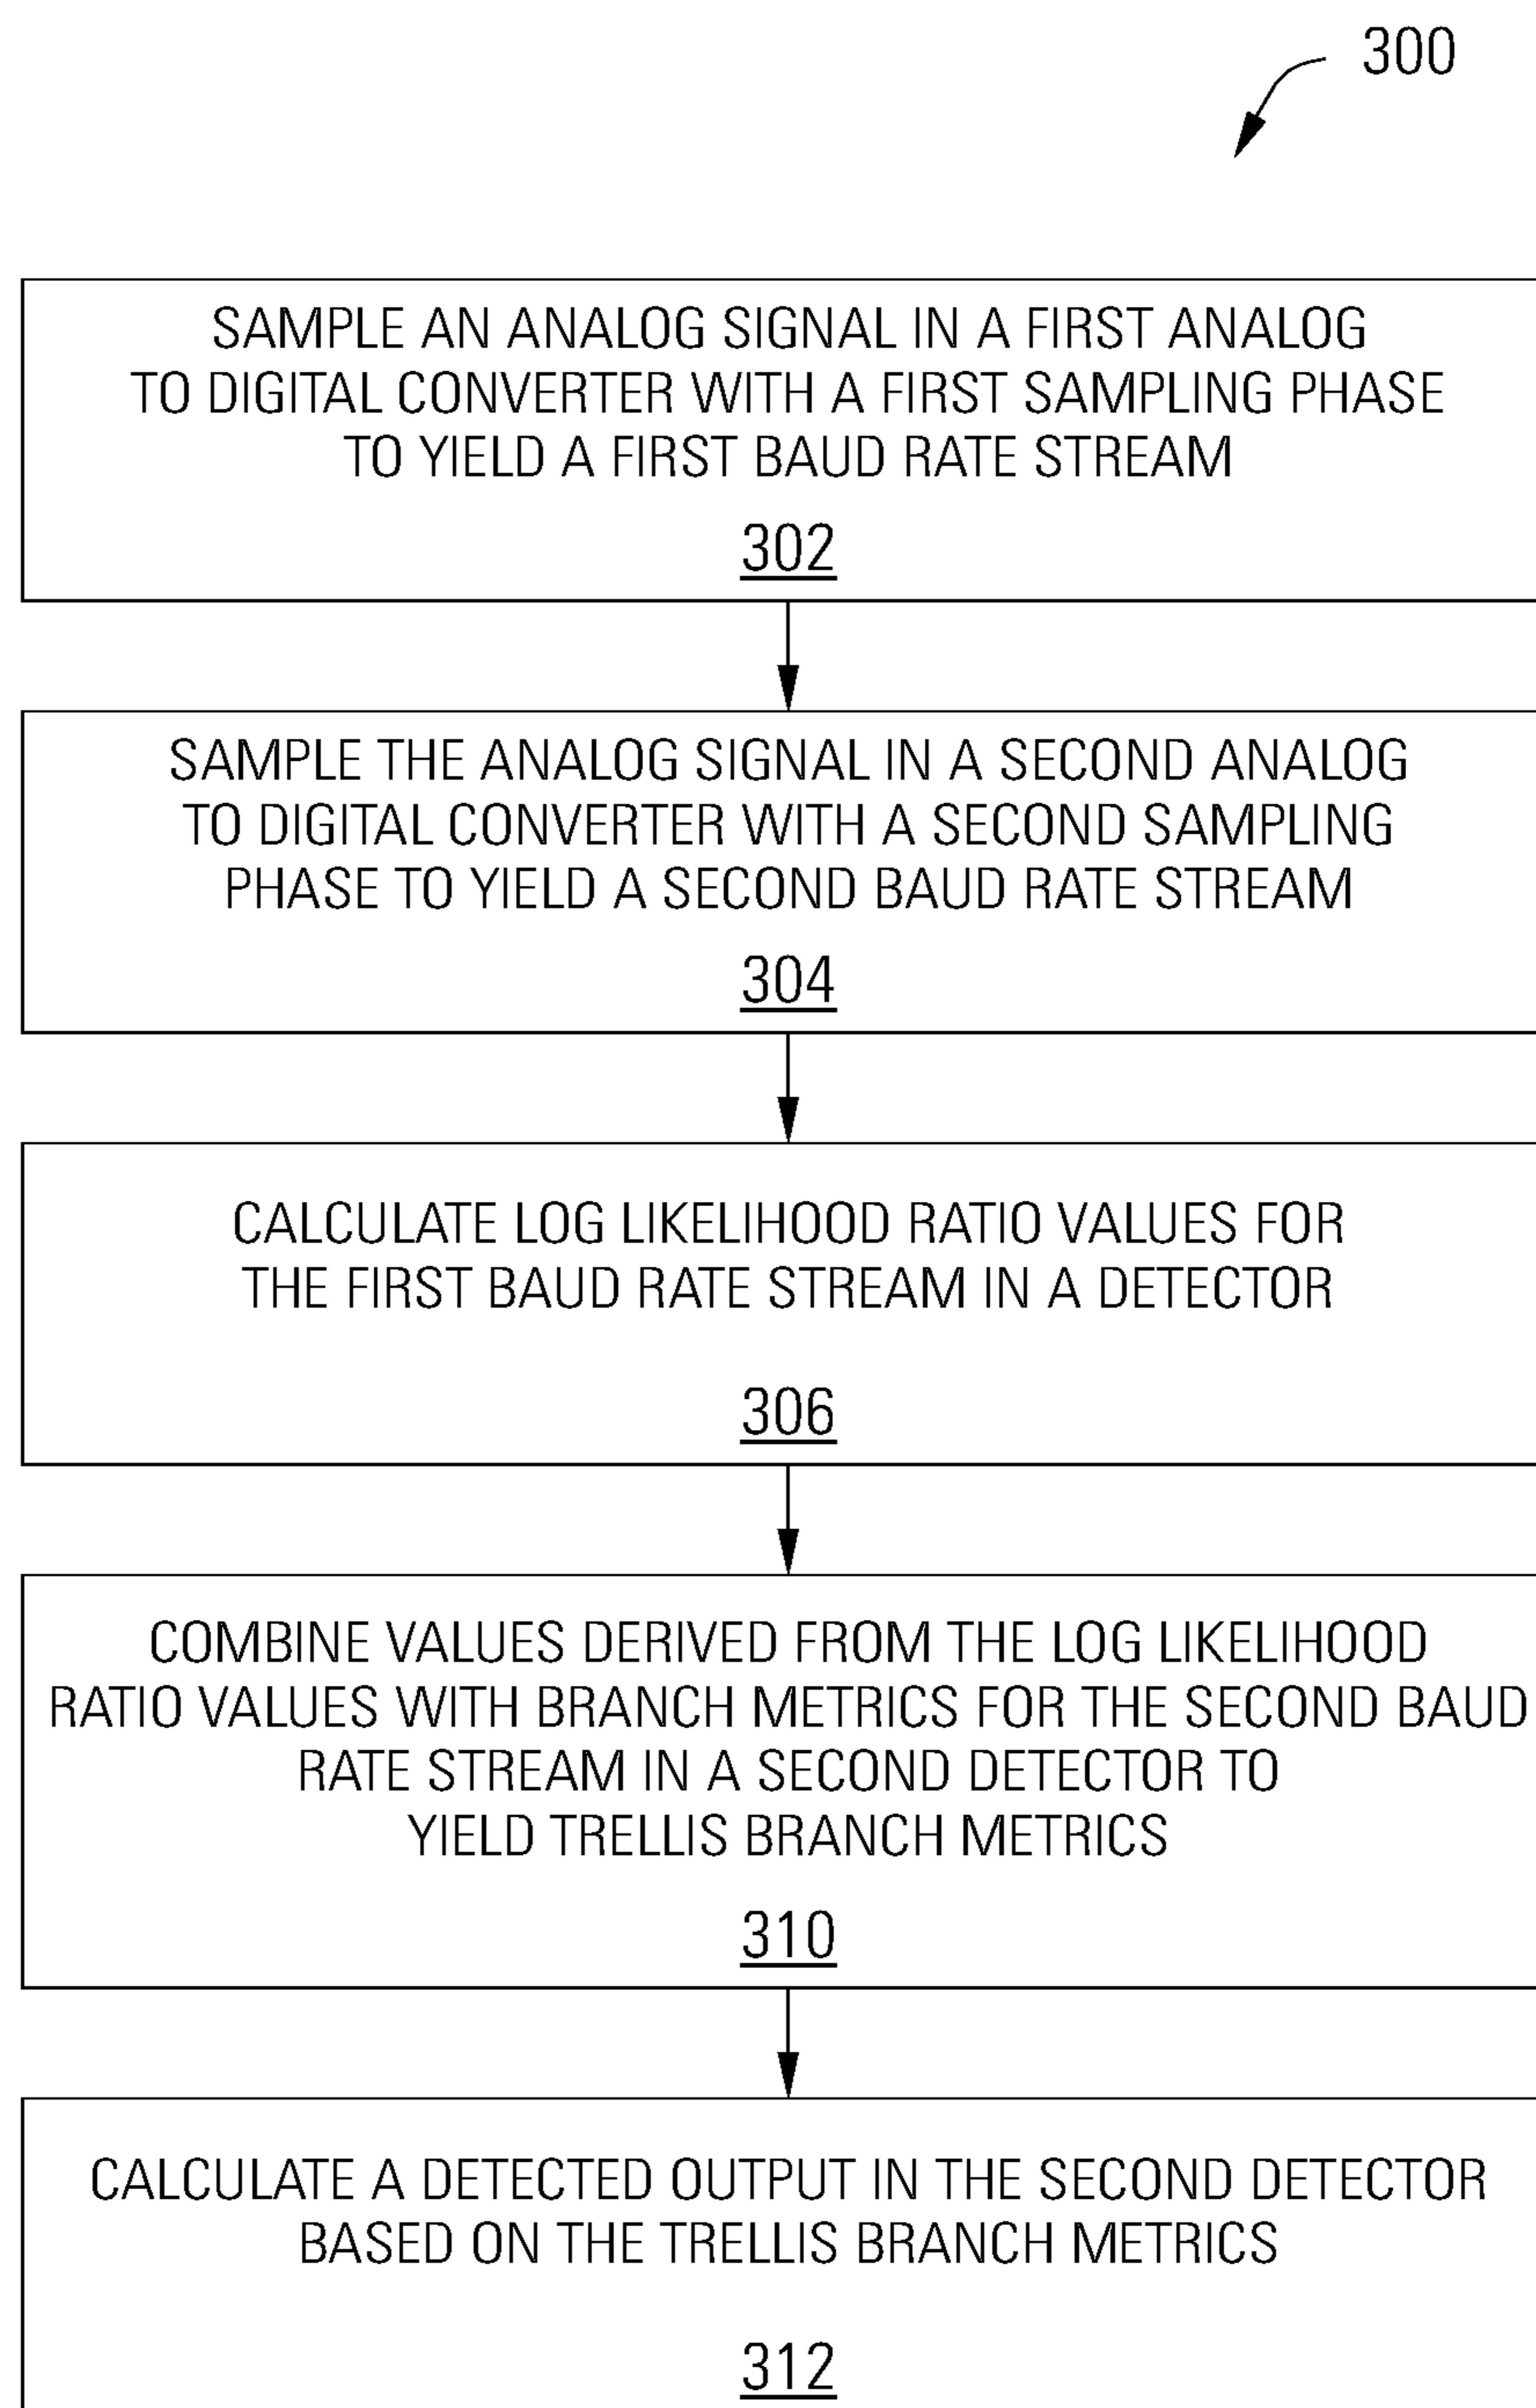 300
SAMPLE AN ANALOG SIGNAL IN A FIRST ANALOG
TO DIGITAL CONVERTER WITH A FIRST SAMPLING PHASE
TO YIELD A FIRST BAUD RATE STREAM
302
SAMPLE THE ANALOG SIGNAL IN A SECOND ANALOG
TO DIGITAL CONVERTER WITH A SECOND SAMPLING
PHASE TO YIELD A SECOND BAUD RATE STREAM
304
CALCULATE LOG LIKELIHOOD RATIO VALUES FOR
THE FIRST BAUD RATE STREAM IN A DETECTOR
306
COMBINE VALUES DERIVED FROM THE LOG LIKELIHOOD
RATIO VALUES WITH BRANCH METRICS FOR THE SECOND BAUD
RATE STREAM IN A SECOND DETECTOR TO
YIELD TRELLIS BRANCH METRICS
310
CALCULATE A DETECTED OUTPUT IN THE SECOND DETECTOR
BASED ON THE TRELLIS BRANCH METRICS
312